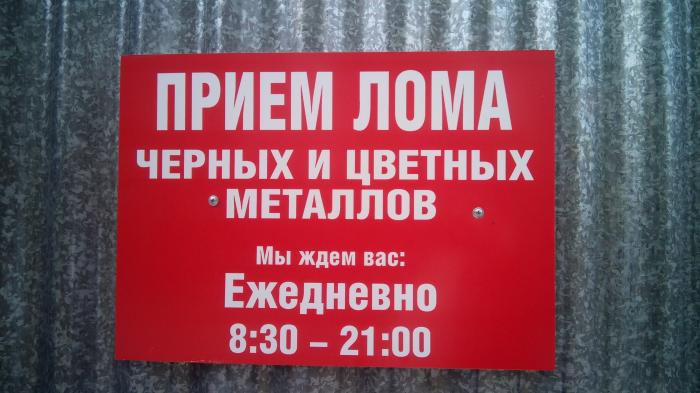 ПРИЕМ ЛОМА
ЧЕРНЫХ И ЦВЕТНЫХ
МЕТАЛЛОВ
Мы ждем вас:
Ежедневно
8:30 – 21:00